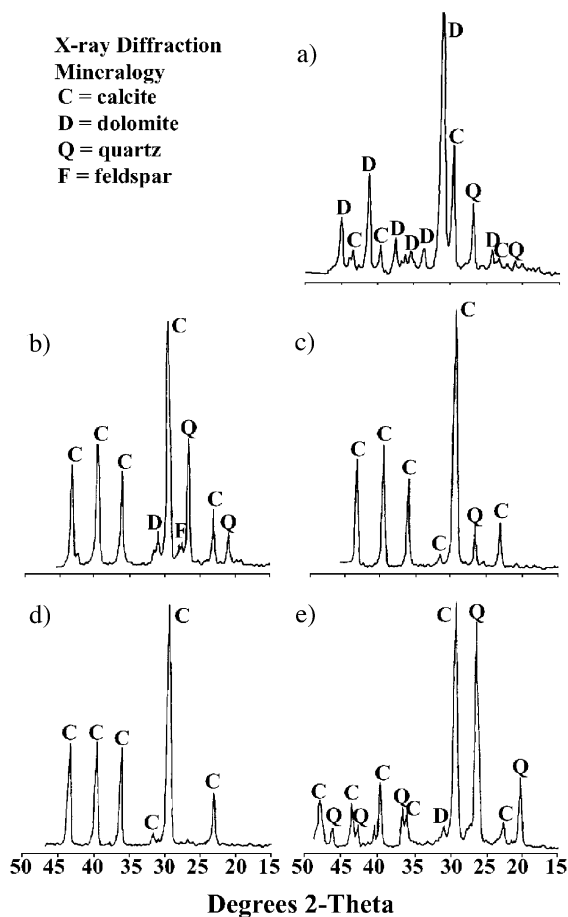 X-ray Diffraction
Mincralogy
C = calcite
D = dolomite
Q = quartz
F = feldspar
a)
D
D
D
C
C
D
D
D
C
Q
D
C
Q
b)
C
C
C
C
D
F
Q
C
Q
c)
C
C
C
C
C
Q
C
d)
C
C
C
C
C
C
50 45 40 35 30 25 20 15
e)
C
Q
C
Q
C
Q
C
D
C
Q
C
Q
50 45 40 35 30 25 20 15
Degrees 2-Theta